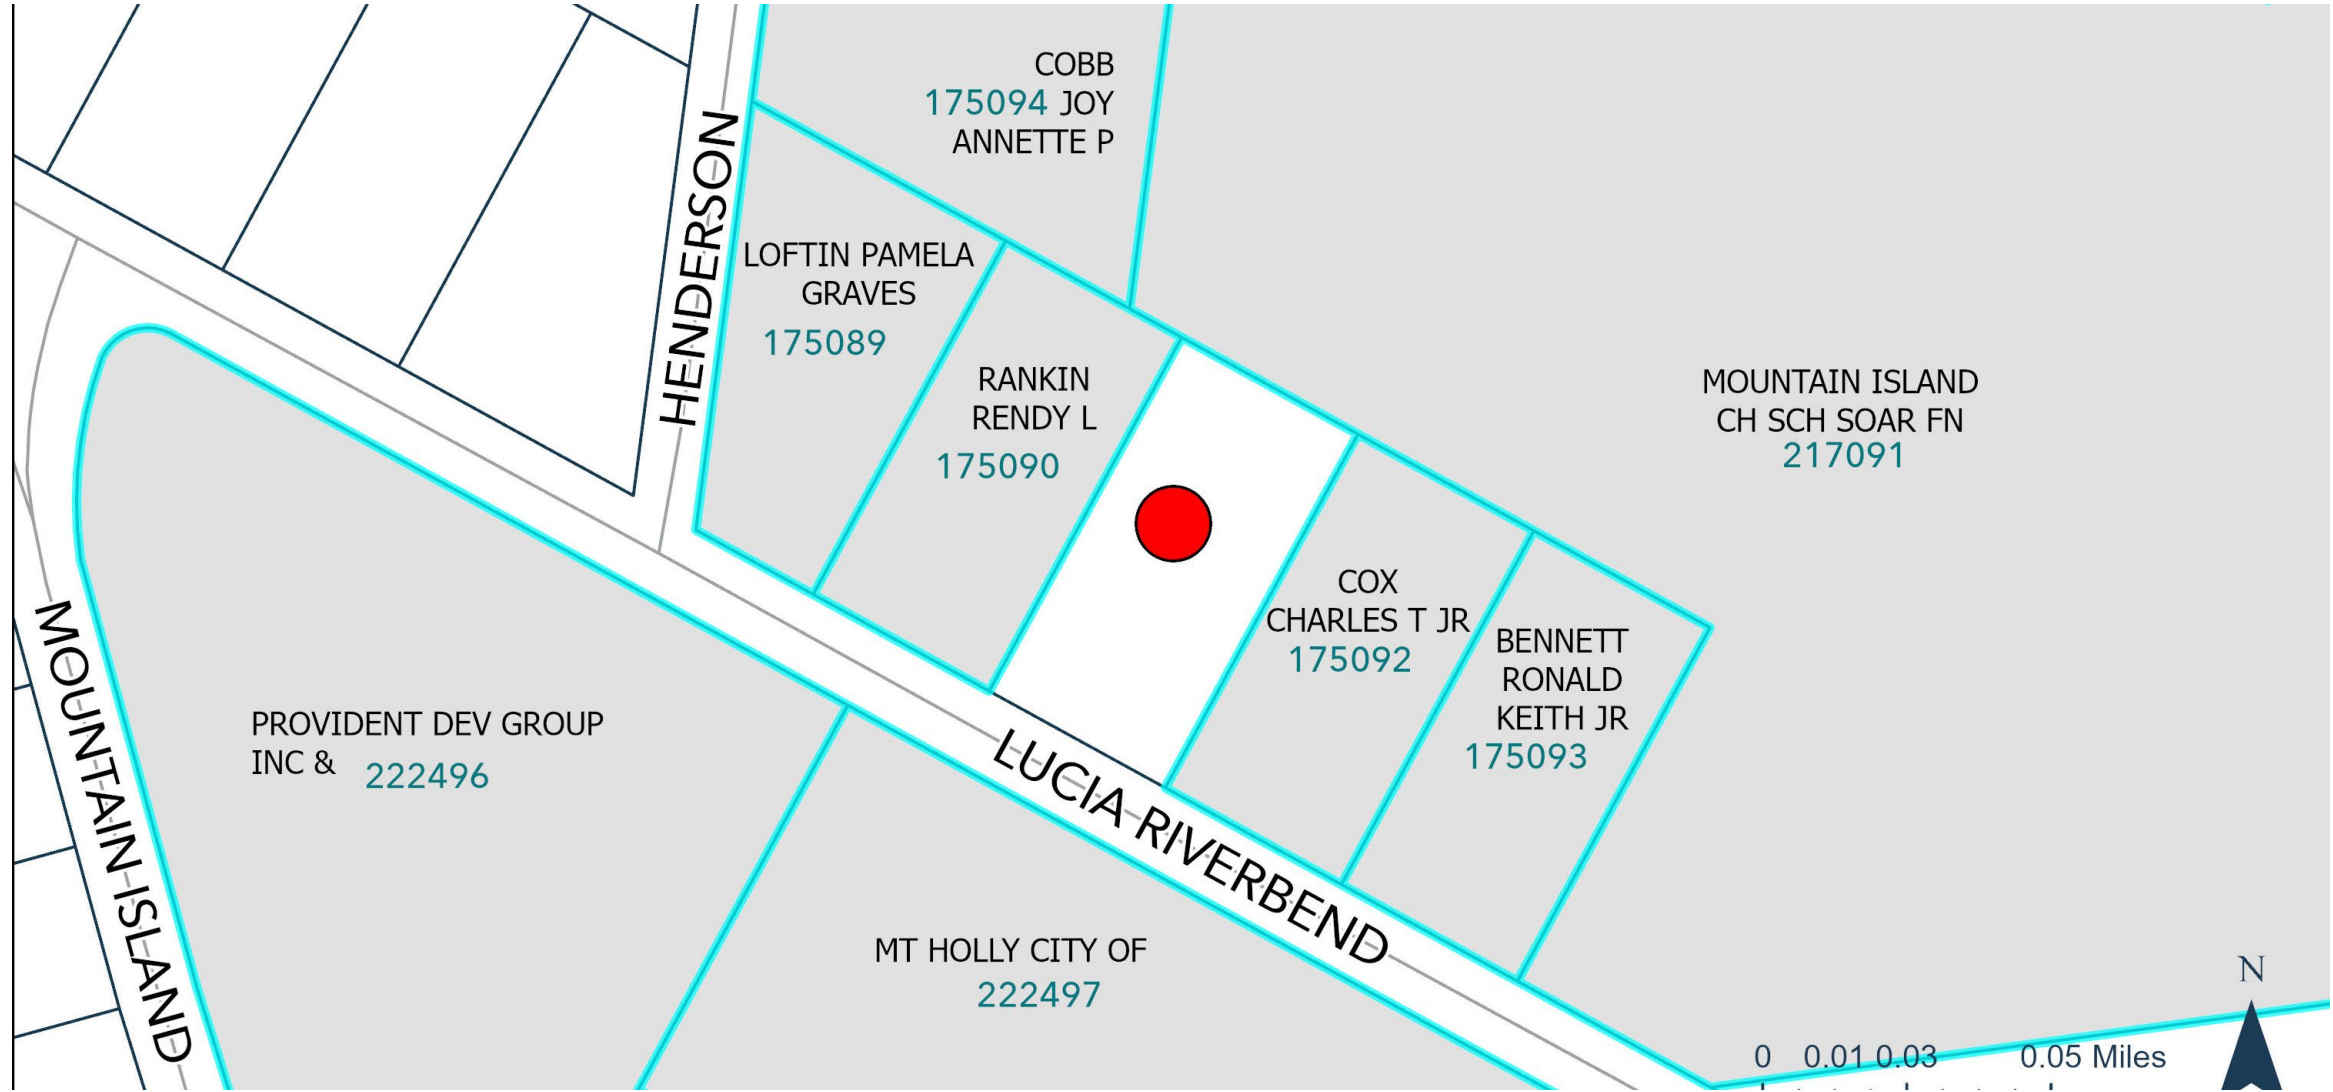 COBB
175094 JOY
ANNETTE P
HENDERSON
LOFTIN PAMELA
GRAVES
175089
RANKIN
RENDY L
175090
MOUNTAIN ISLAND
CH SCH SOAR FN
217091
COX
CHARLES T JR
175092
BENNETT
RONALD
KEITH JR
175093
MOUNTAIN ISLAND
PROVIDENT DEV GROUP
INC & 222496
LUCIA RIVERBEND
MT HOLLY CITY OF
222497
N
0 0.01 0.03 0.05 Miles